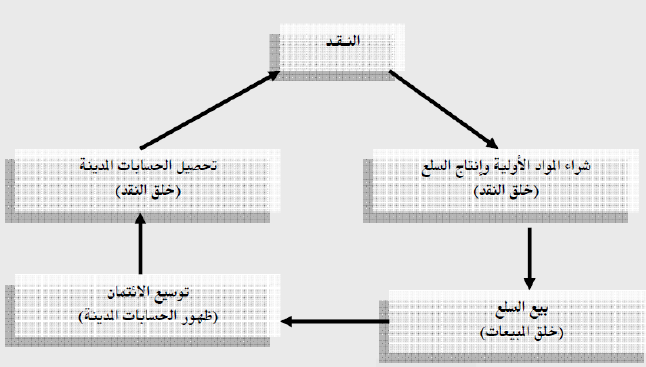 النقد
شراء المواد الأولية وإنتاج السلع
(خلق النقد)
بيع السلع
(خلق المبيعات)
توسيع الائتمان
(ظهور الحسابات المدينة)
تحصيل الحسابات المدينة
(خلق النقد)